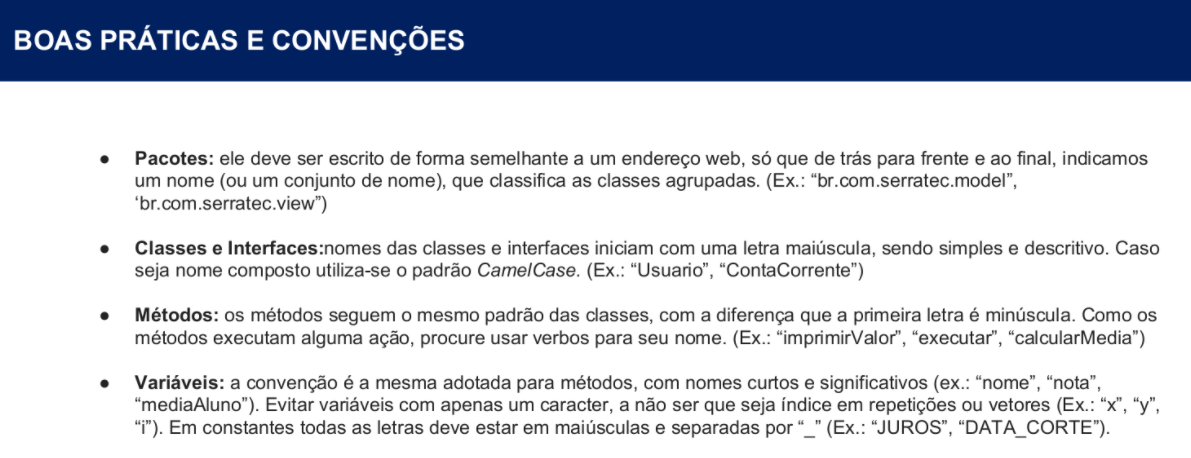 BOAS PRÁTICAS E CONVENÇÕES
● Pacotes: ele deve ser escrito de forma semelhante a um endereço web, só que de trás para frente e ao final, indicamos
um nome (ou um conjunto de nome), que classifica as classes agrupadas. (Ex.: “br.com.serratec.model”,
‘br.com.serratec.view”)
● Classes e Interfaces:nomes das classes e interfaces iniciam com uma letra maiúscula, sendo simples e descritivo. Caso
seja nome composto utiliza-se o padrão CamelCase. (Ex.: “Usuario”, “ContaCorrente”)
● Métodos: os métodos seguem o mesmo padrão das classes, com a diferença que a primeira letra é minúscula. Como os
métodos executam alguma ação, procure usar verbos para seu nome. (Ex.: “imprimirValor”, “executar”, “calcularMedia”)
● Variáveis: a convenção é a mesma adotada para métodos, com nomes curtos e significativos (ex.: “nome”, “nota”,
“mediaAluno”). Evitar variáveis com apenas um caracter, a não ser que seja índice em repetições ou vetores (Ex.: “x”, “y”,
“i”). Em constantes todas as letras deve estar em maiúsculas e separadas por “_” (Ex.: “JUROS”, “DATA_CORTE”).